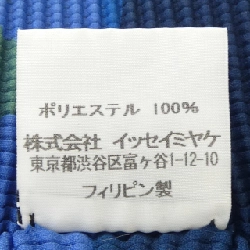 ポリエステル 100%
株式会社 イッセイミヤケ
東京都渋谷区富ヶ谷1-12-10
フィリピン製